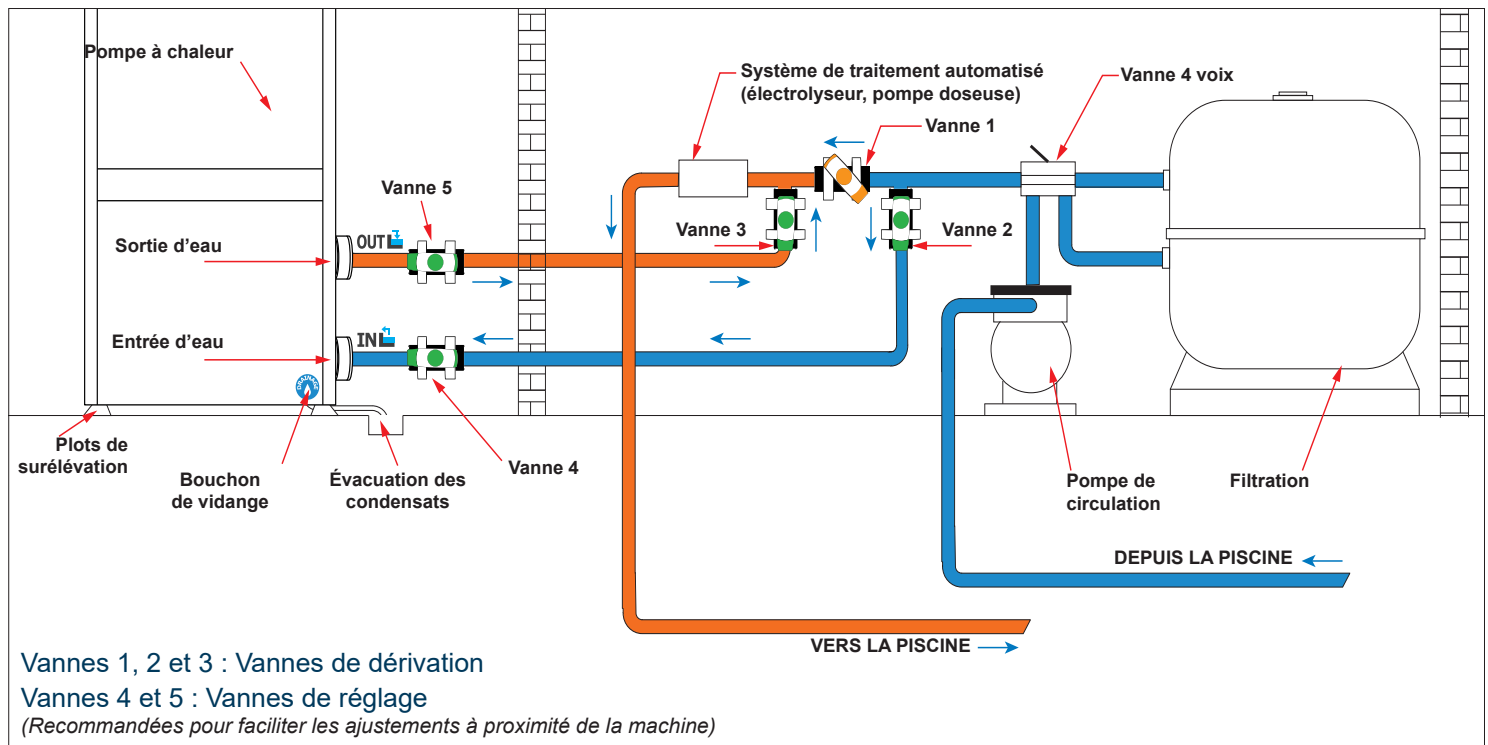 Pompe à chaleur
Système de traitement automatisé
(électrolyseur, pompe doseuse)
Vanne 4 voix
Vanne 1
Vanne 5
Vanne 3
Vanne 2
Sortie d'eau
OUT
Entrée d'eau
IN
DRAINAGE
Plots de
surélévation
Bouchon
de vidange
Évacuation des
condensats
Vanne 4
Pompe de
circulation
Filtration
DEPUIS LA PISCINE
VERS LA PISCINE
Vannes 1, 2 et 3 : Vannes de dérivation
Vannes 4 et 5 : Vannes de réglage
(Recommandées pour faciliter les ajustements à proximité de la machine)